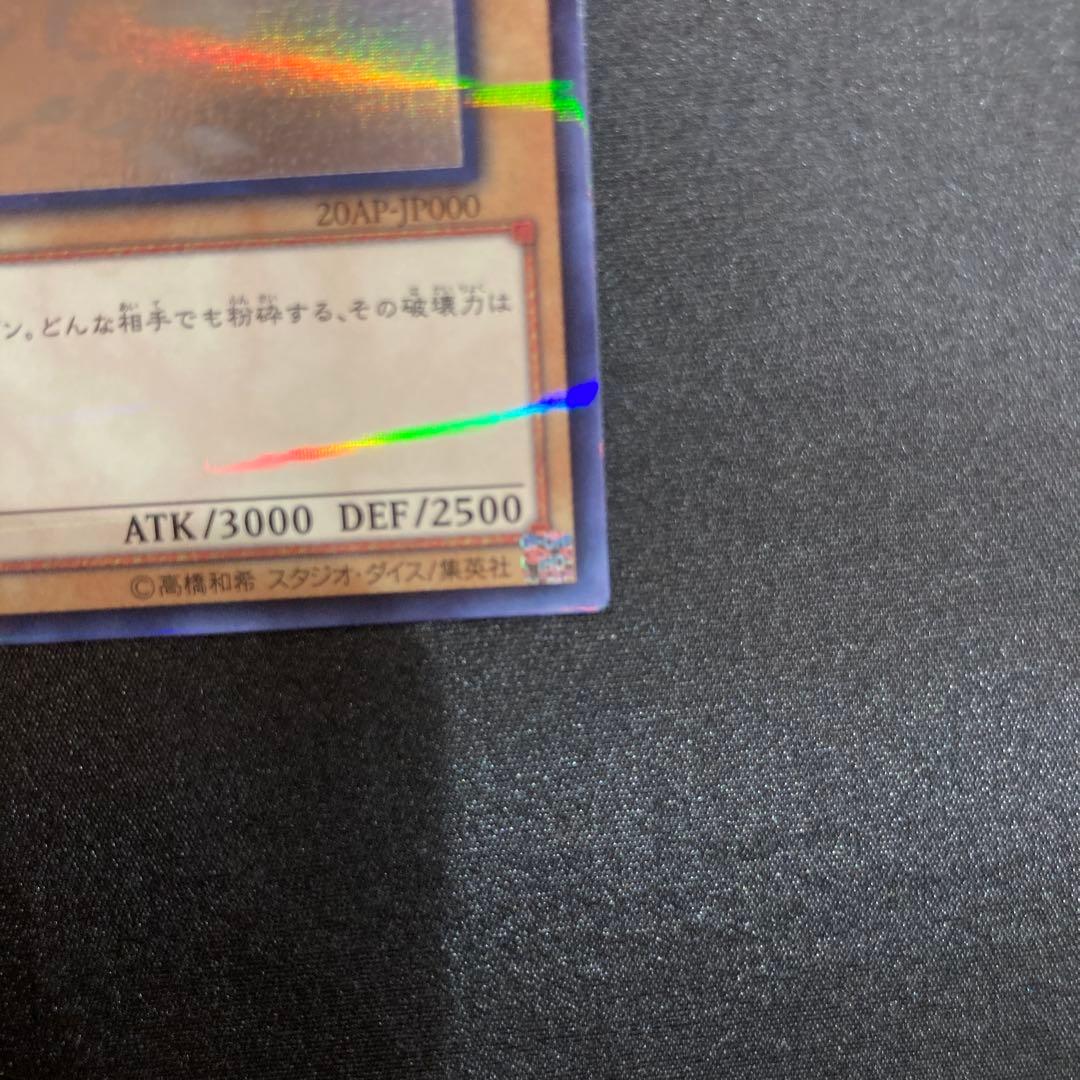 20AP-JP000
ン。どんな相手でも粉砕する、その破壊力は
ATK/3000 DEF/2500
©高橋和希 スタジオ・ダイス/集英社